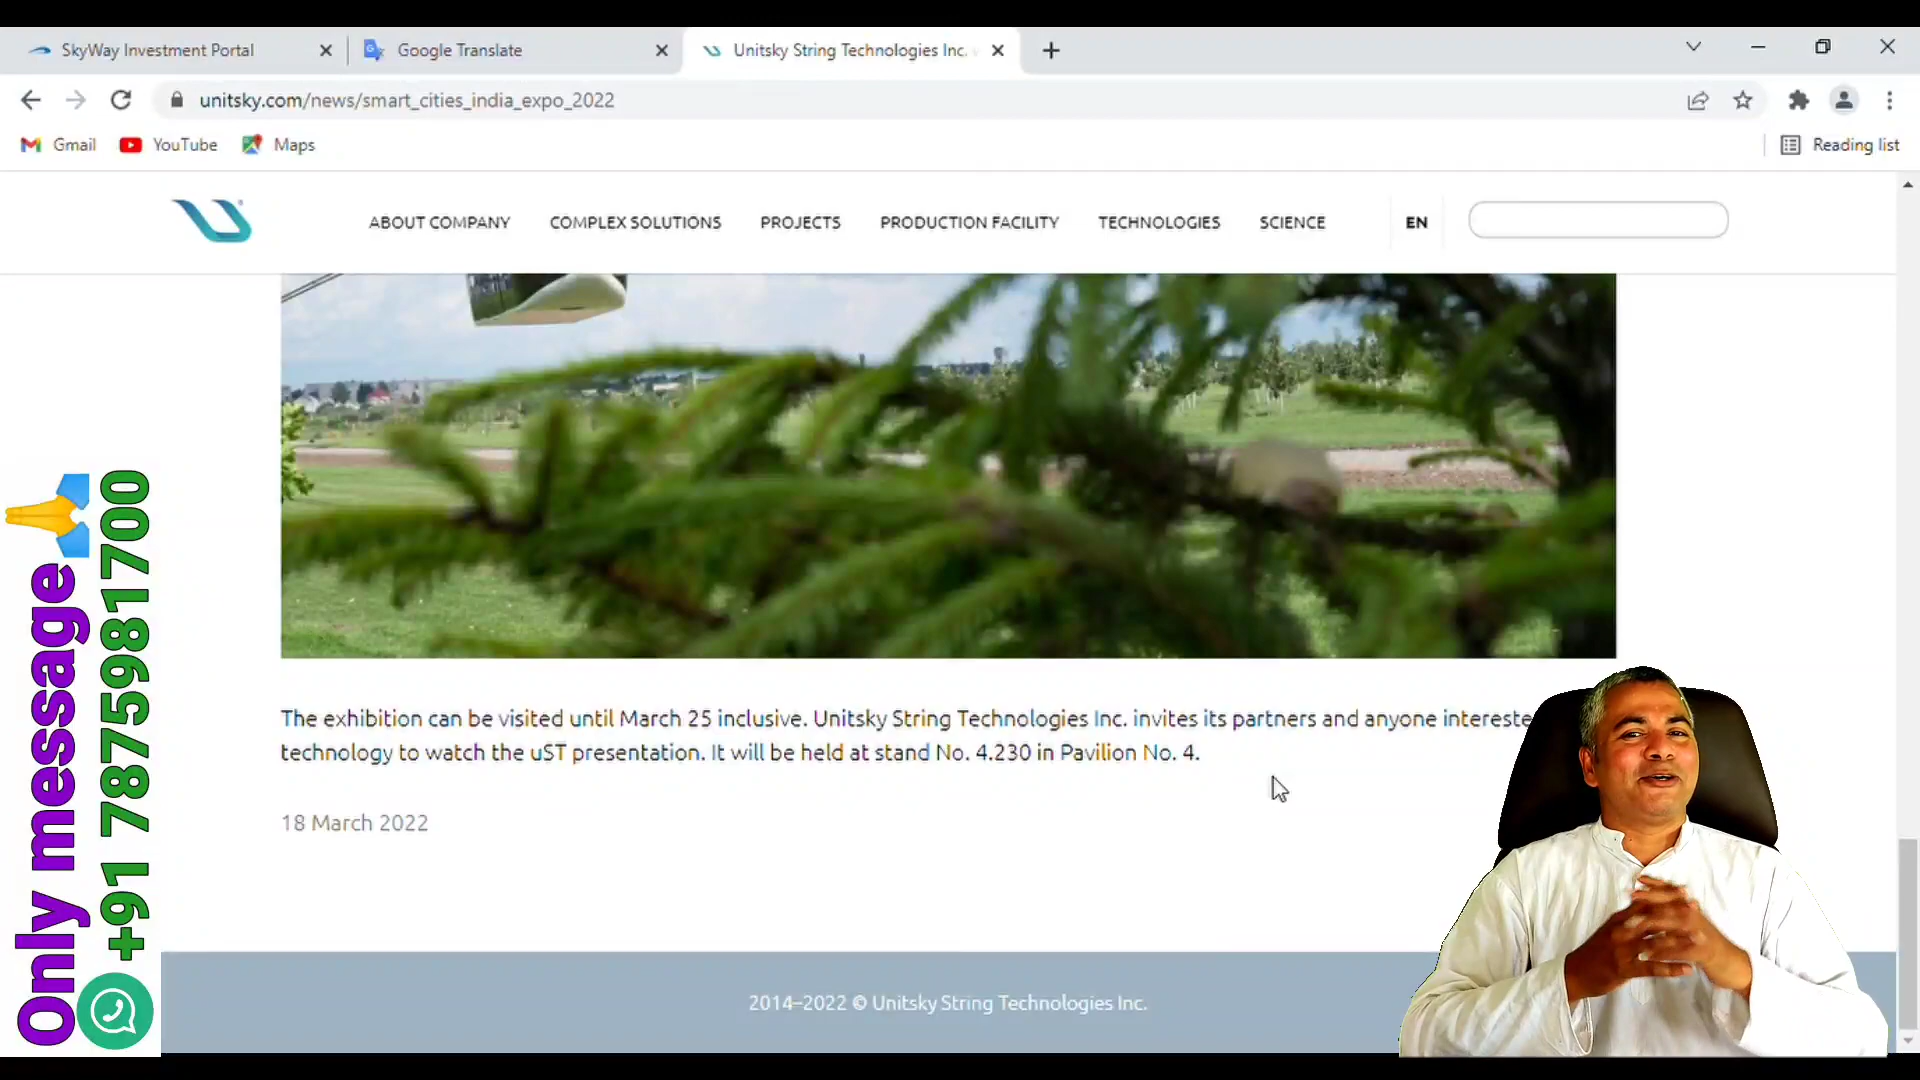 SkyWay Investment Portal
Google Translate
Unitsky String Technologies Inc.
unitsky.com/news/smart_cities_india_expo_2022
Gmail
YouTube
Maps
Reading list
ABOUT COMPANY
COMPLEX SOLUTIONS
PROJECTS
PRODUCTION FACILITY
TECHNOLOGIES
SCIENCE
EN
The exhibition can be visited until March 25 inclusive. Unitsky String Technologies Inc. invites its partners and anyone intereste
technology to watch the uST presentation. It will be held at stand No. 4.230 in Pavilion No. 4.
18 March 2022
2014–2022 © Unitsky String Technologies Inc.
Only message🙏
+91 7875981700